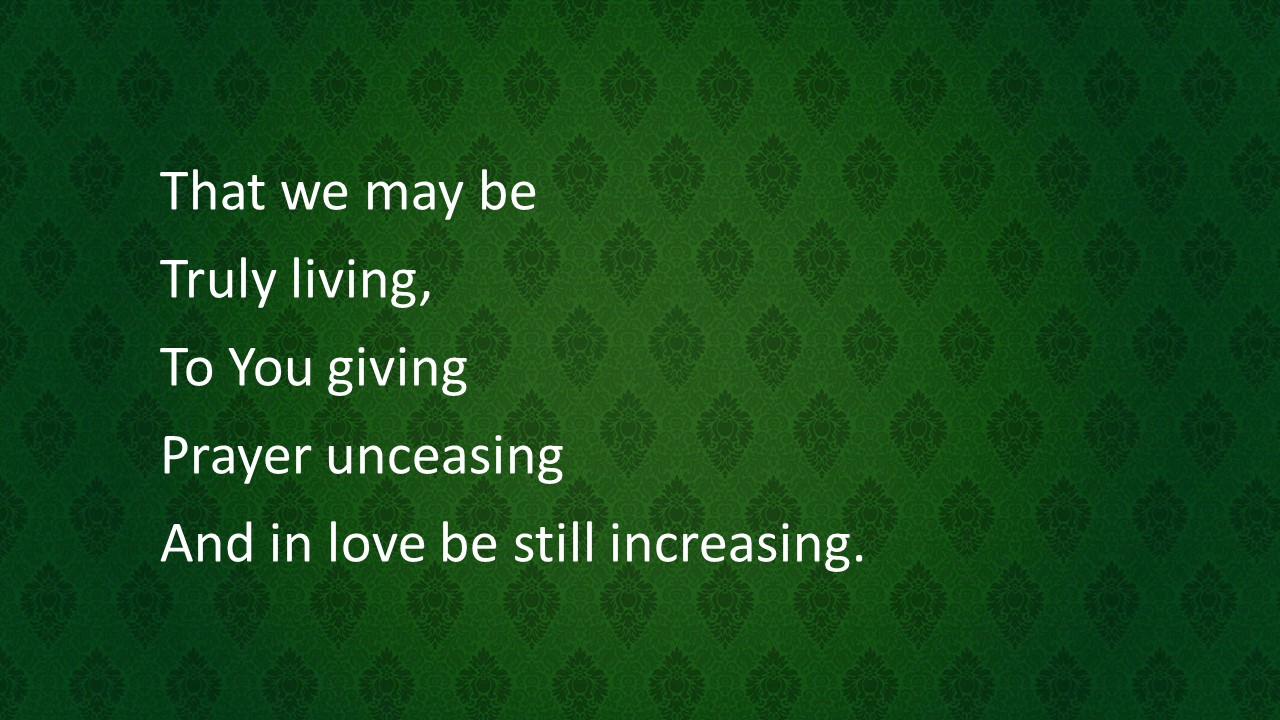 That we may be
Truly living,
To You giving
Prayer unceasing
And in love be still increasing.